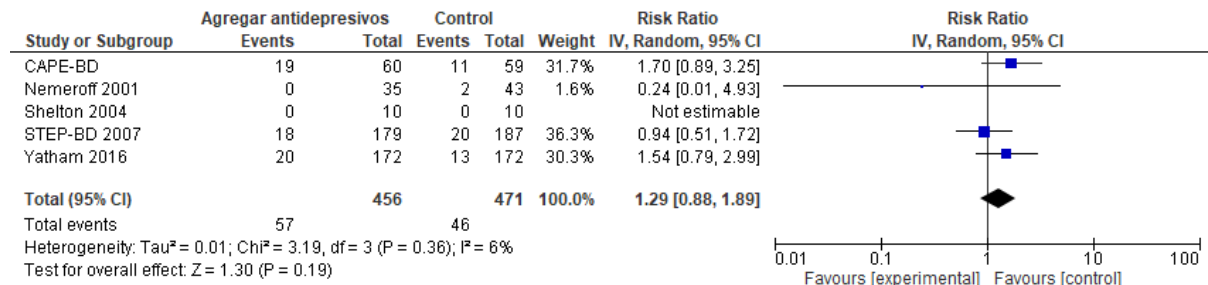 Agregar antidepresivos Control Risk Ratio Risk Ratio
Study or Subgroup Events Total Events Total Weight IV, Random, 95% CI IV, Random, 95% CI
CAPE-BD 19 60 11 59 31.7% 1.70 [0.89, 3.25]
Nemeroff 2001 0 35 2 43 1.6% 0.24 [0.01, 4.93]
Shelton 2004 0 10 0 10 Not estimable
STEP-BD 2007 18 179 20 187 36.3% 0.94 [0.51, 1.72]
Yatham 2016 20 172 13 172 30.3% 1.54 [0.79, 2.99]
Total (95% CI) 456 471 100.0% 1.29 [0.88, 1.89]
Total events 57 46
Heterogeneity: Tau² = 0.01; Chi² = 3.19, df = 3 (P = 0.36); I² = 6%
Test for overall effect: Z = 1.30 (P = 0.19)
0.01 0.1 1 10 100
Favours [experimental] Favours [control]